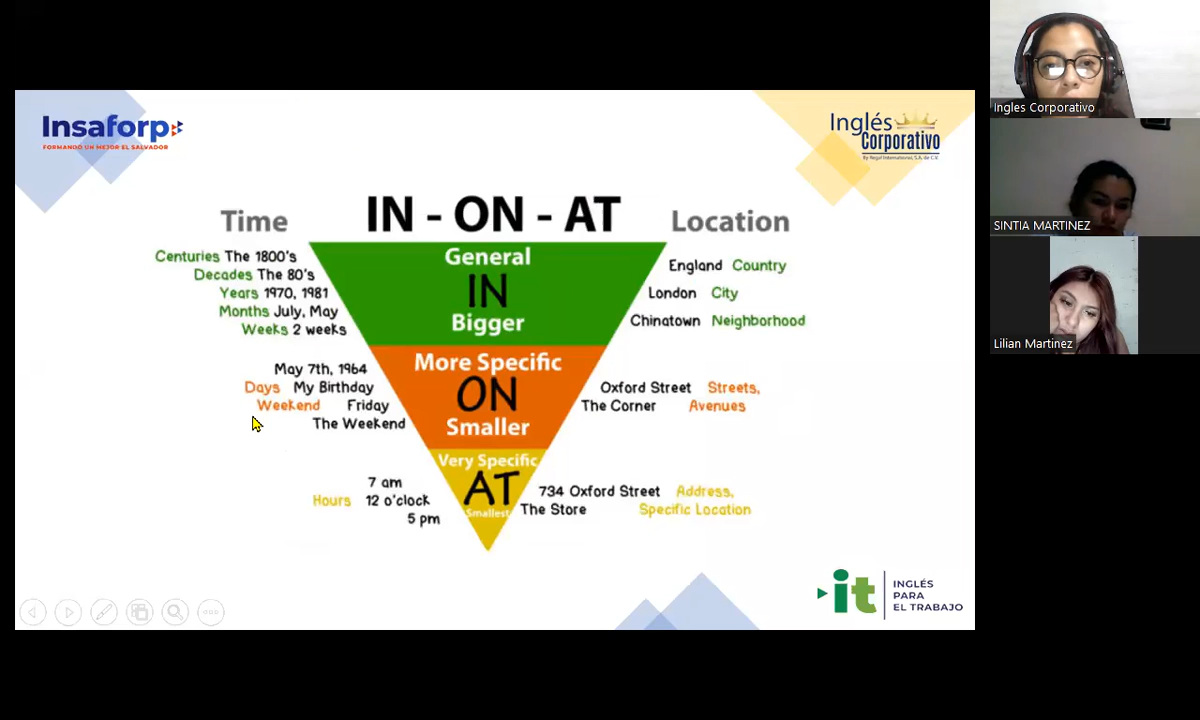 Insaforp
FORMANDO UN MEJOR EL SALVADOR
Inglés
Corporativo
By Regal International, S.A. de C.V.
IN - ON - AT
Time
Location
General
IN
Bigger
Centuries The 1800's
Decades The 80's
Years 1970, 1981
Months July, May
Weeks 2 weeks
England Country
London City
Chinatown Neighborhood
More Specific
ON
Smaller
May 7th, 1964
Days My Birthday
Weekend Friday
The Weekend
Oxford Street Streets,
The Corner Avenues
Very Specific
AT
Smallest
7 am
Hours 12 o'clock
5 pm
734 Oxford Street Address,
The Store Specific Location
it
INGLÉS
PARA
EL TRABAJO
Ingles Corporativo
SINTIA MARTINEZ
Lilian Martinez